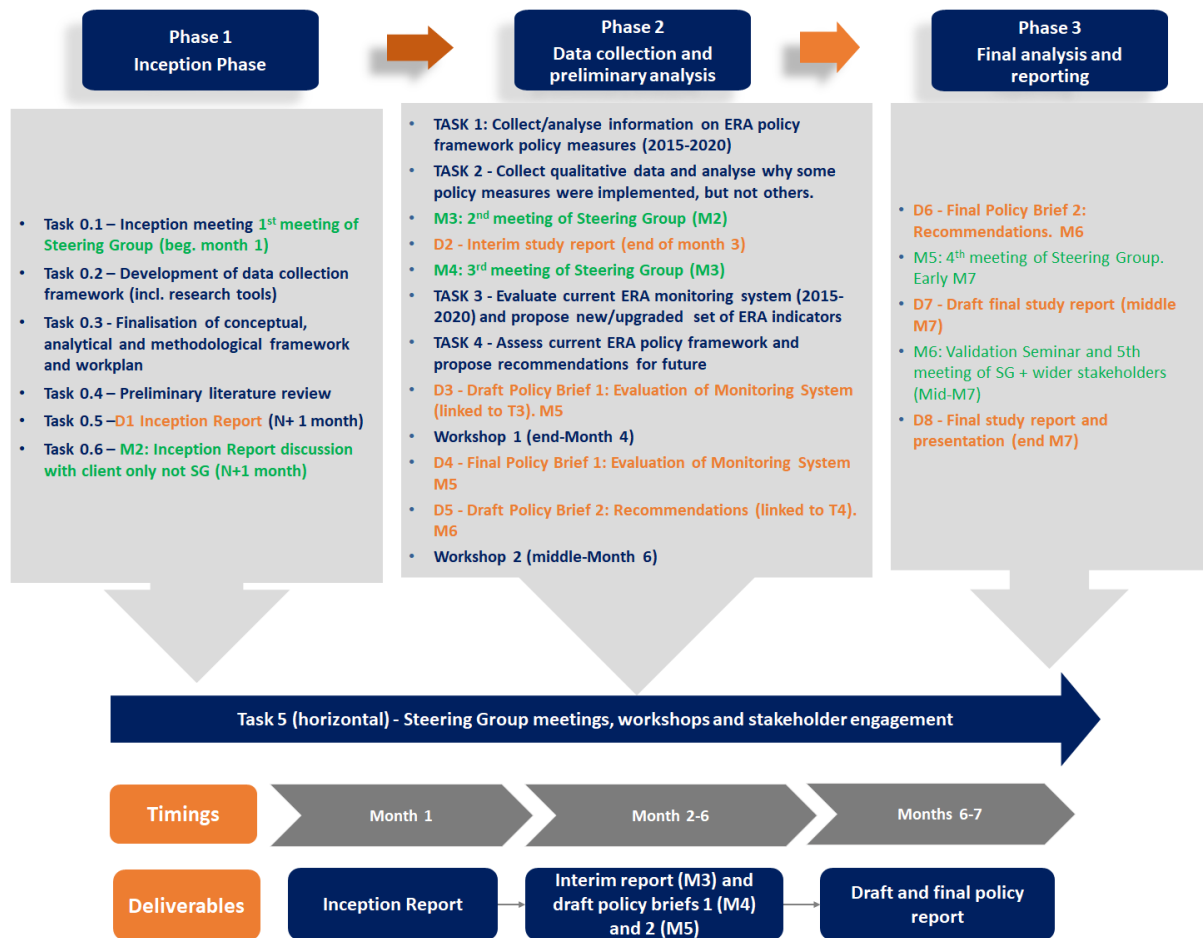 Phase 1
Inception Phase
Phase 2
Data collection and
preliminary analysis
Phase 3
Final analysis and
reporting
• Task 0.1 – Inception meeting 1st meeting of
Steering Group (beg. month 1)
• Task 0.2 – Development of data collection
framework (incl. research tools)
• Task 0.3 - Finalisation of conceptual,
analytical and methodological framework
and workplan
• Task 0.4 – Preliminary literature review
• Task 0.5 –D1 Inception Report (N+ 1 month)
• Task 0.6 – M2: Inception Report discussion
with client only not SG (N+1 month)
• TASK 1: Collect/analyse information on ERA policy
framework policy measures (2015-2020)
• TASK 2 - Collect qualitative data and analyse why some
policy measures were implemented, but not others.
• M3: 2nd meeting of Steering Group (M2)
• D2 - Interim study report (end of month 3)
• M4: 3rd meeting of Steering Group (M3)
• TASK 3 - Evaluate current ERA monitoring system (2015-
2020) and propose new/upgraded set of ERA indicators
• TASK 4 - Assess current ERA policy framework and
propose recommendations for future
• D3 - Draft Policy Brief 1: Evaluation of Monitoring System
(linked to T3). M5
• Workshop 1 (end-Month 4)
• D4 - Final Policy Brief 1: Evaluation of Monitoring System
M5
• D5 - Draft Policy Brief 2: Recommendations (linked to T4).
M6
• Workshop 2 (middle-Month 6)
• D6 - Final Policy Brief 2:
Recommendations. M6
• M5: 4th meeting of Steering Group.
Early M7
• D7 – Draft final study report (middle
M7)
• M6: Validation Seminar and 5th
meeting of SG + wider stakeholders
(Mid-M7)
• D8 – Final study report and
presentation (end M7)
Task 5 (horizontal) - Steering Group meetings, workshops and stakeholder engagement
Timings
Month 1
Month 2-6
Months 6-7
Deliverables
Inception Report
Interim report (M3) and
draft policy briefs 1 (M4)
and 2 (M5)
Draft and final policy
report